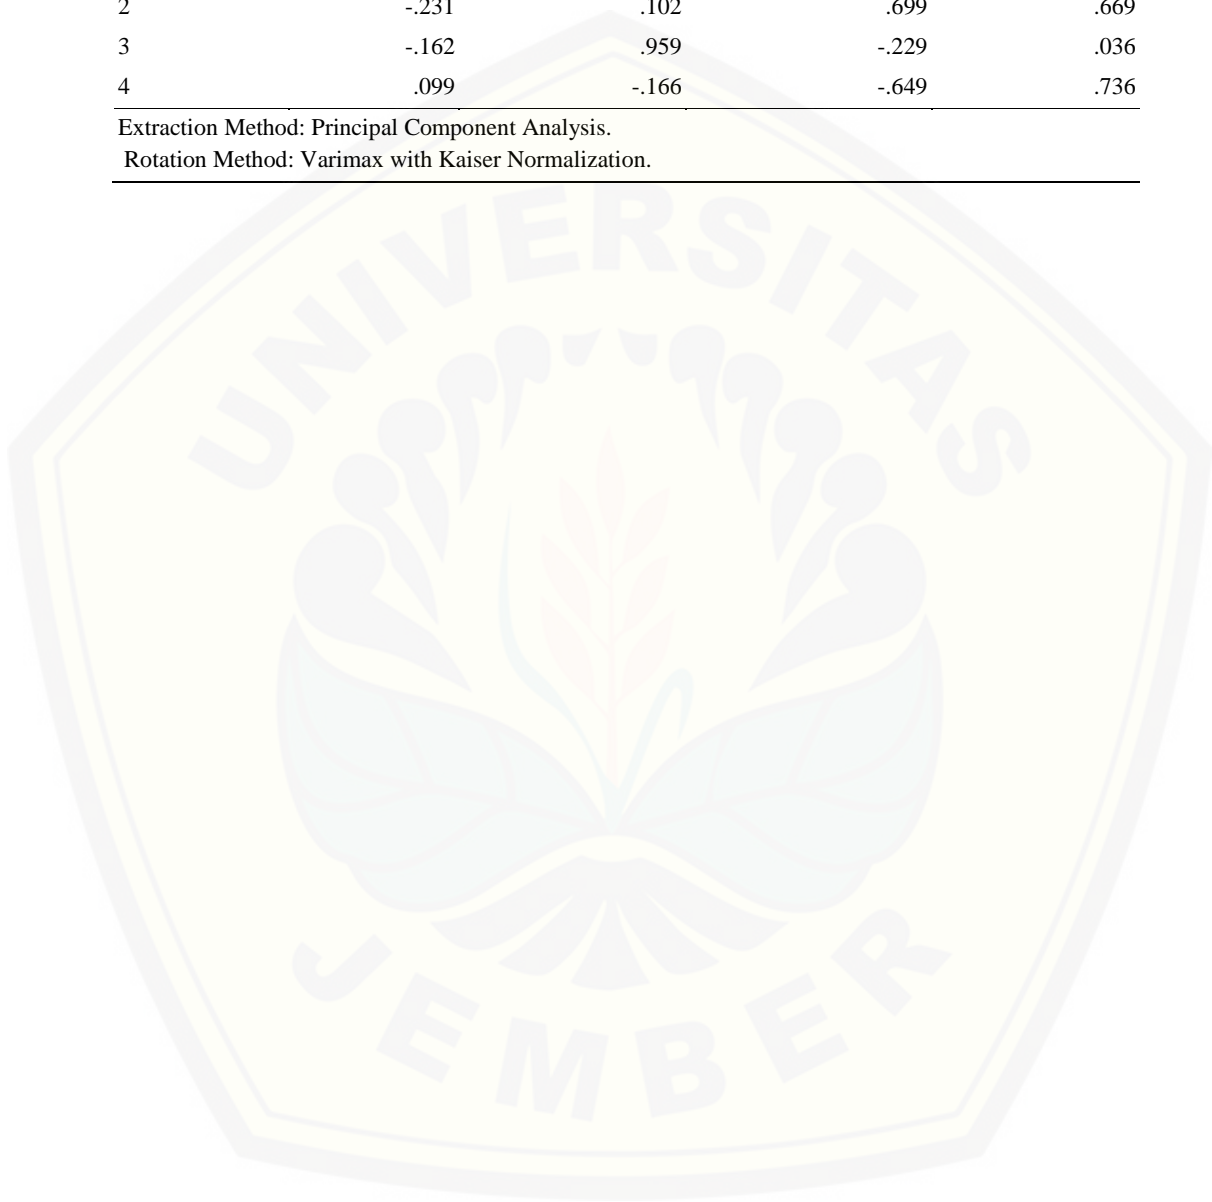 2 -.231 .102 .699 .669
3 -.162 .959 -.229 .036
4 .099 -.166 -.649 .736
Extraction Method: Principal Component Analysis.
Rotation Method: Varimax with Kaiser Normalization.
UNIVERSITAS
JEMBER